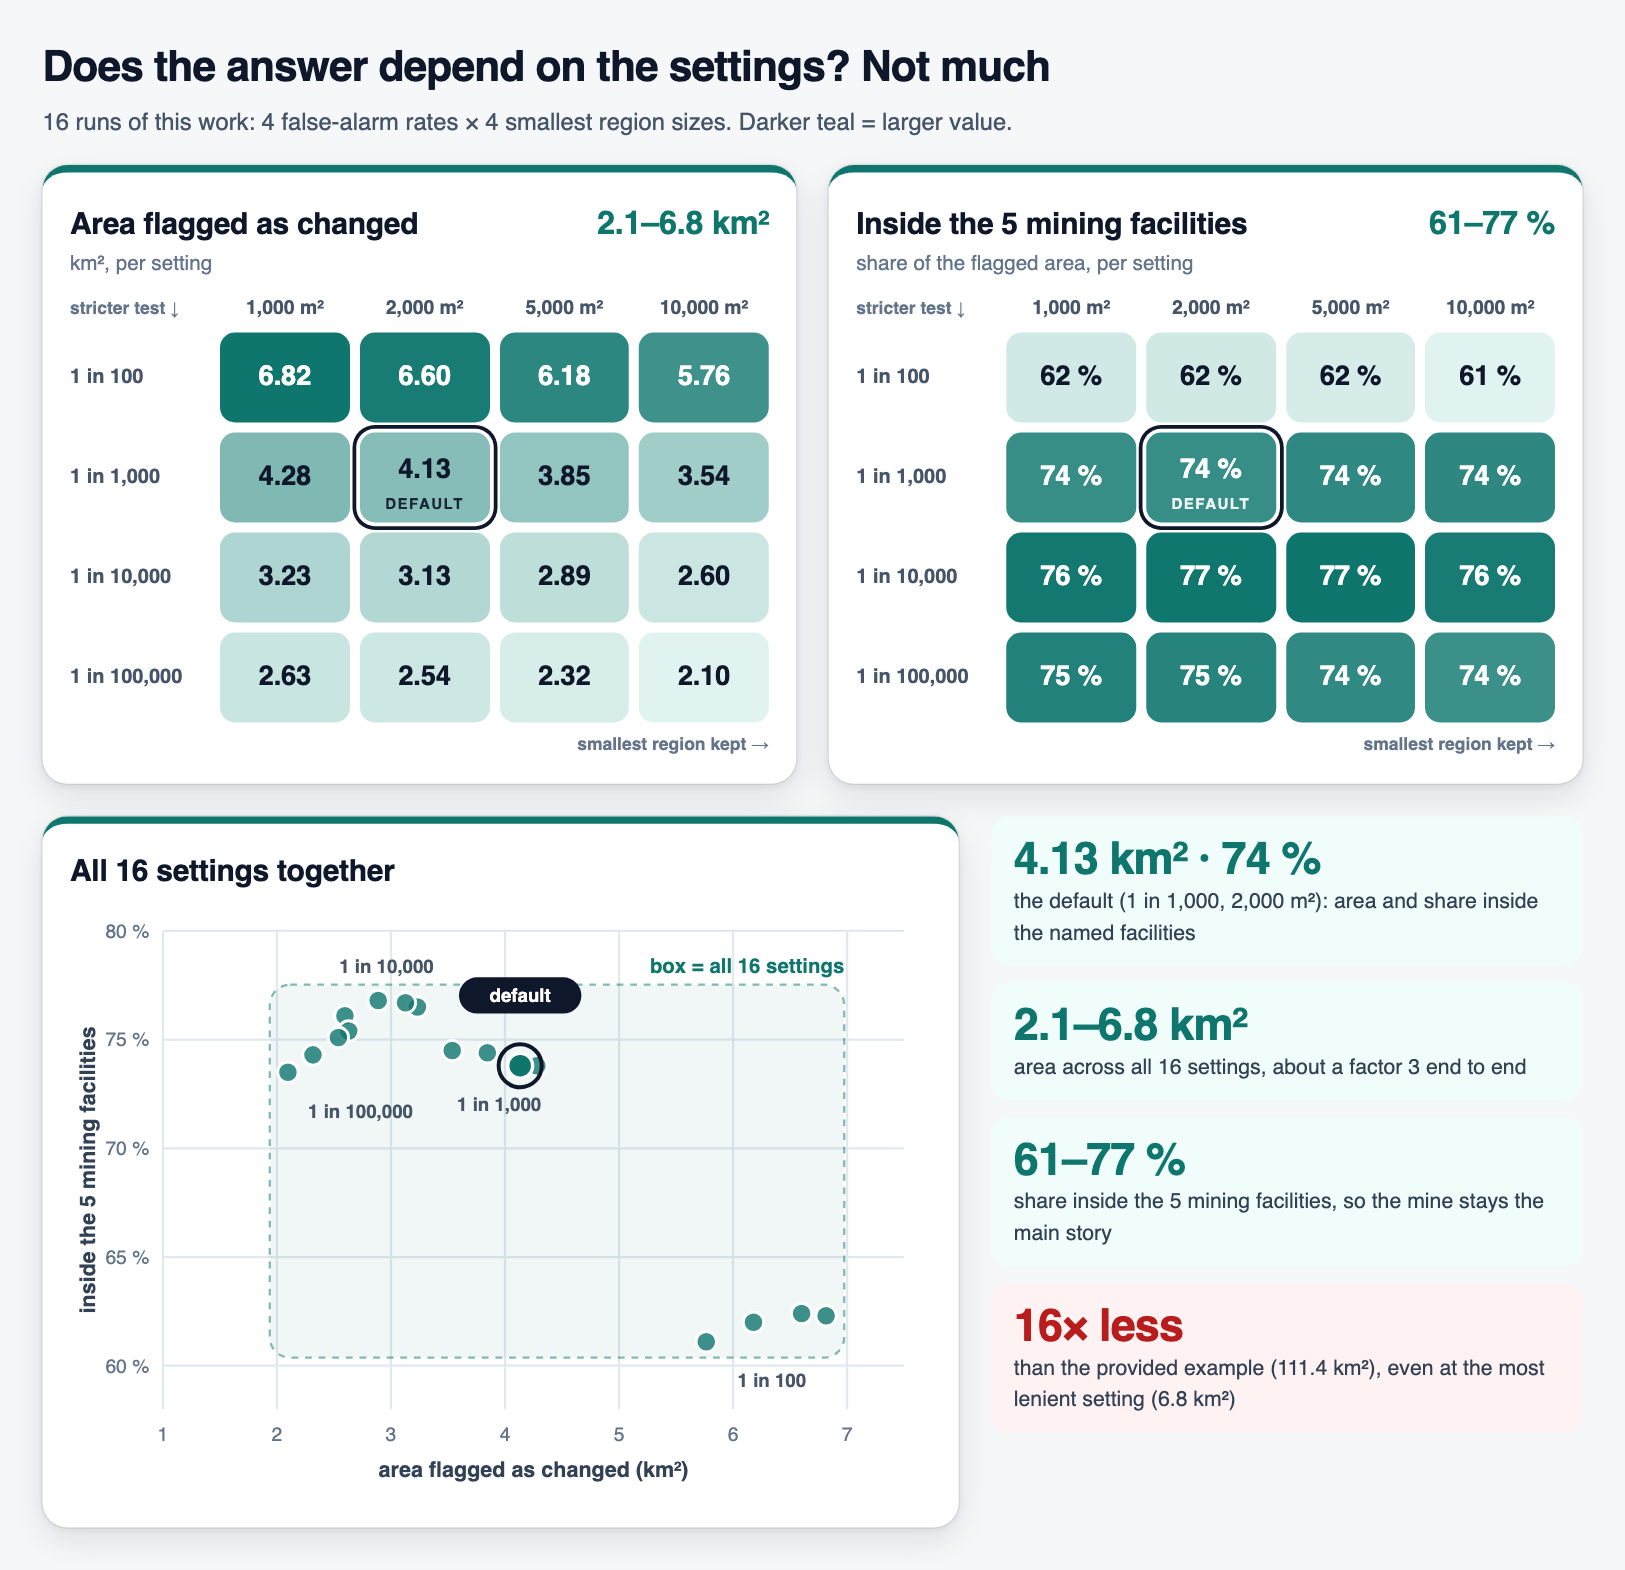 Does the answer depend on the settings? Not much
16 runs of this work: 4 false-alarm rates × 4 smallest region sizes. Darker teal = larger value.
Area flagged as changed
2.1–6.8 km²
km², per setting
stricter test ↓
1,000 m²
2,000 m²
5,000 m²
10,000 m²
1 in 100
6.82
6.60
6.18
5.76
1 in 1,000
4.28
4.13
DEFAULT
3.85
3.54
1 in 10,000
3.23
3.13
2.89
2.60
1 in 100,000
2.63
2.54
2.32
2.10
smallest region kept →
Inside the 5 mining facilities
61–77 %
share of the flagged area, per setting
stricter test ↓
1,000 m²
2,000 m²
5,000 m²
10,000 m²
1 in 100
62 %
62 %
62 %
61 %
1 in 1,000
74 %
74 %
DEFAULT
74 %
74 %
1 in 10,000
76 %
77 %
77 %
76 %
1 in 100,000
75 %
75 %
74 %
74 %
smallest region kept →
All 16 settings together
inside the 5 mining facilities
80 %
75 %
70 %
65 %
60 %
1 in 10,000
box = all 16 settings
default
1 in 100,000
1 in 1,000
1 in 100
1
2
3
4
5
6
7
area flagged as changed (km²)
4.13 km² · 74 %
the default (1 in 1,000, 2,000 m²): area and share inside
the named facilities
2.1–6.8 km²
area across all 16 settings, about a factor 3 end to end
61–77 %
share inside the 5 mining facilities, so the mine stays the
main story
16× less
than the provided example (111.4 km²), even at the most
lenient setting (6.8 km²)